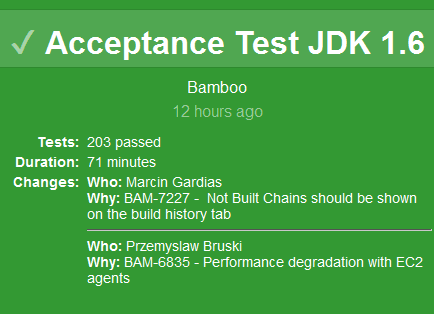 ✓ Acceptance Test JDK 1.6
Bamboo
12 hours ago
Tests: 203 passed
Duration: 71 minutes
Changes: Who: Marcin Gardias
Why: BAM-7227 - Not Built Chains should be shown
on the build history tab
Who: Przemyslaw Bruski
Why: BAM-6835 - Performance degradation with EC2
agents